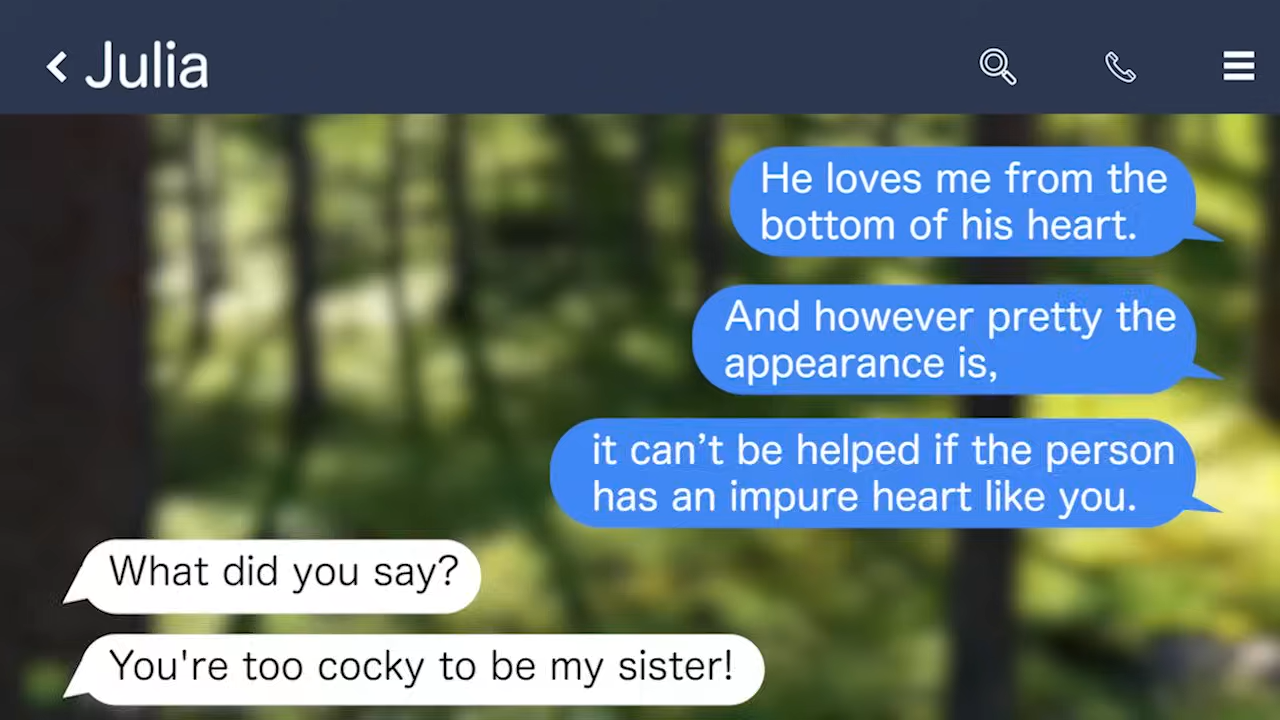 Julia
He loves me from the
bottom of his heart.
And however pretty the
appearance is,
it can’t be helped if the person
has an impure heart like you.
What did you say?
You're too cocky to be my sister!